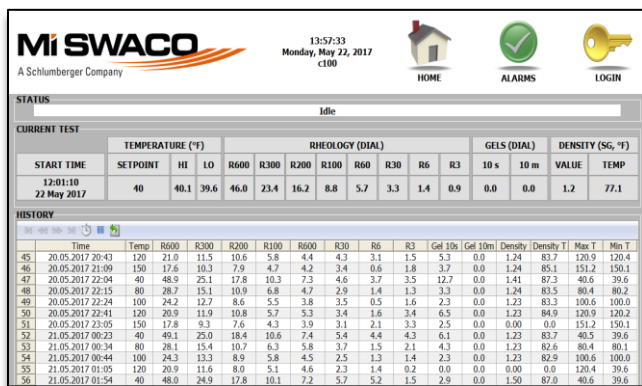 Mi SWACO
A Schlumberger Company
13:57:33
Monday, May 22, 2017
c100
HOME
ALARMS
LOGIN
STATUS
Idle
CURRENT TEST
TEMPERATURE (°F) RHEOLOGY (DIAL) GELS (DIAL) DENSITY (SG, °F)
START TIME SETPOINT HI LO R600 R300 R200 R100 R60 R30 R6 R3 10 s 10 m VALUE TEMP
12:01:10
22 May 2017 40 40.1 39.6 46.0 23.4 16.2 8.8 5.7 3.3 1.4 0.9 0.0 0.0 1.2 77.1
HISTORY
Time Temp R600 R300 R200 R100 R600 R30 R6 R3 Gel 10s Gel 10m Density Density T Max T Min T
45 20.05.2017 20:43 120 21.0 11.5 10.6 5.8 4.4 4.3 3.1 1.5 5.3 0.0 1.24 83.7 120.9 120.4
46 20.05.2017 21:09 150 17.6 10.3 7.9 4.7 4.2 3.4 0.6 1.8 3.7 0.0 1.24 85.1 151.2 150.1
47 20.05.2017 22:04 40 48.9 25.1 17.8 10.3 7.3 4.6 3.7 3.5 12.7 0.0 1.41 87.3 40.6 39.6
48 20.05.2017 22:15 80 28.7 15.1 10.9 6.8 4.7 2.9 1.4 1.3 3.3 0.0 1.24 83.5 80.4 80.2
49 20.05.2017 22:24 100 24.2 12.7 8.6 5.5 3.8 3.5 0.5 1.6 2.3 0.0 1.23 83.3 100.6 100.0
50 20.05.2017 22:41 120 20.9 11.9 10.8 5.7 5.3 3.4 1.6 3.4 6.5 0.0 1.23 84.9 120.9 120.2
51 20.05.2017 23:05 150 17.8 9.3 7.6 4.3 3.9 3.1 2.1 3.3 2.5 0.0 0.00 0.0 151.2 150.1
52 21.05.2017 00:23 40 49.1 25.0 18.4 10.6 7.4 5.4 4.4 4.3 6.1 0.0 1.23 83.7 40.5 39.6
53 21.05.2017 00:34 80 28.1 15.4 10.7 6.3 5.8 3.7 1.5 2.1 4.3 0.0 1.23 82.6 80.4 80.1
54 21.05.2017 00:44 100 24.3 13.3 8.9 5.8 4.5 2.5 1.3 1.4 2.3 0.0 1.23 82.9 100.6 100.0
55 21.05.2017 01:05 120 20.9 11.6 8.0 5.1 4.6 2.3 1.4 0.2 0.0 0.0 0.00 0.0 120.4 39.6
56 21.05.2017 01:54 40 48.0 24.9 17.8 10.1 7.2 5.7 5.2 1.5 2.9 0.0 1.50 87.0 40.6 39.6